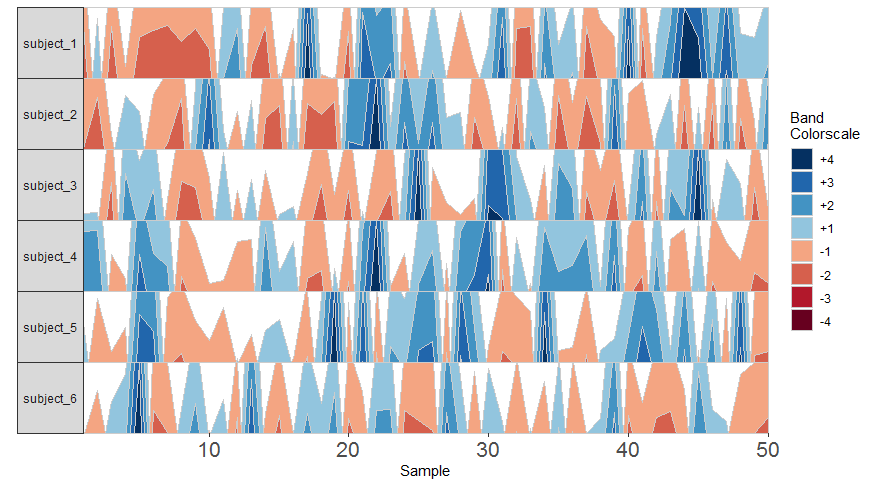 subject_1
subject_2
subject_3
subject_4
subject_5
subject_6
10 20 30 40 50
Sample
Band
Colorscale
+4
+3
+2
+1
-1
-2
-3
-4